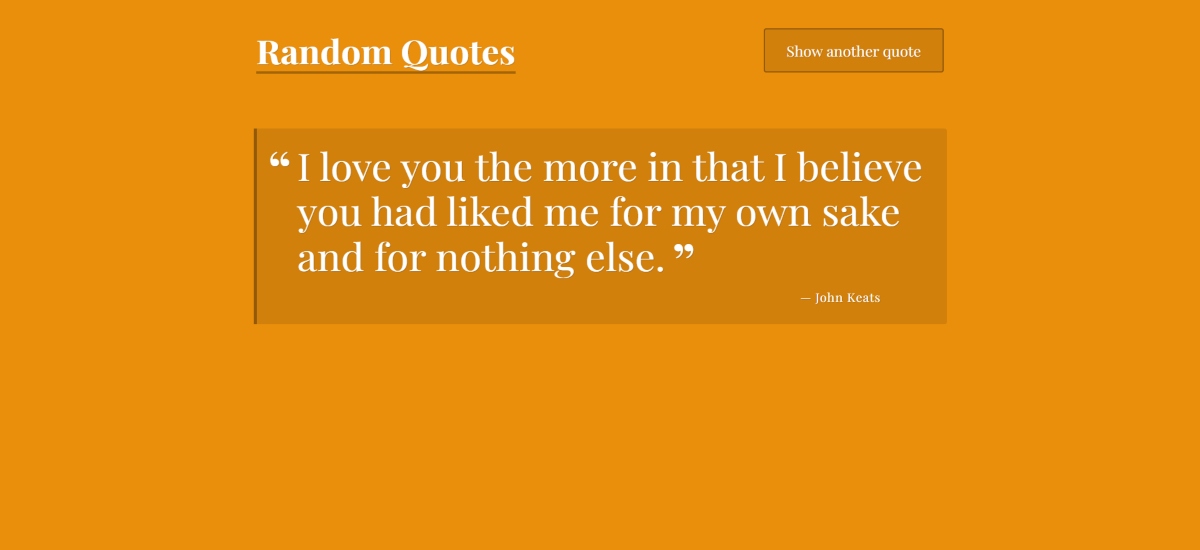 Random Quotes
Show another quote
“ I love you the more in that I believe
you had liked me for my own sake
and for nothing else. ”
— John Keats